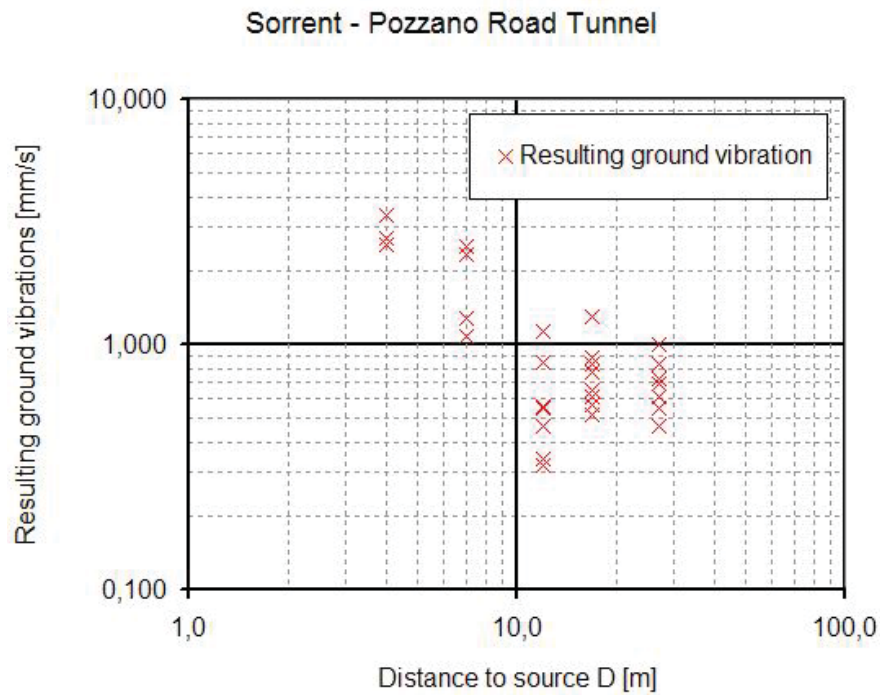 Sorrent - Pozzano Road Tunnel
10,000
Resulting ground vibration
1,000
0,100
1,0
10,0
100,0
Resulting ground vibrations [mm/s]
Distance to source D [m]